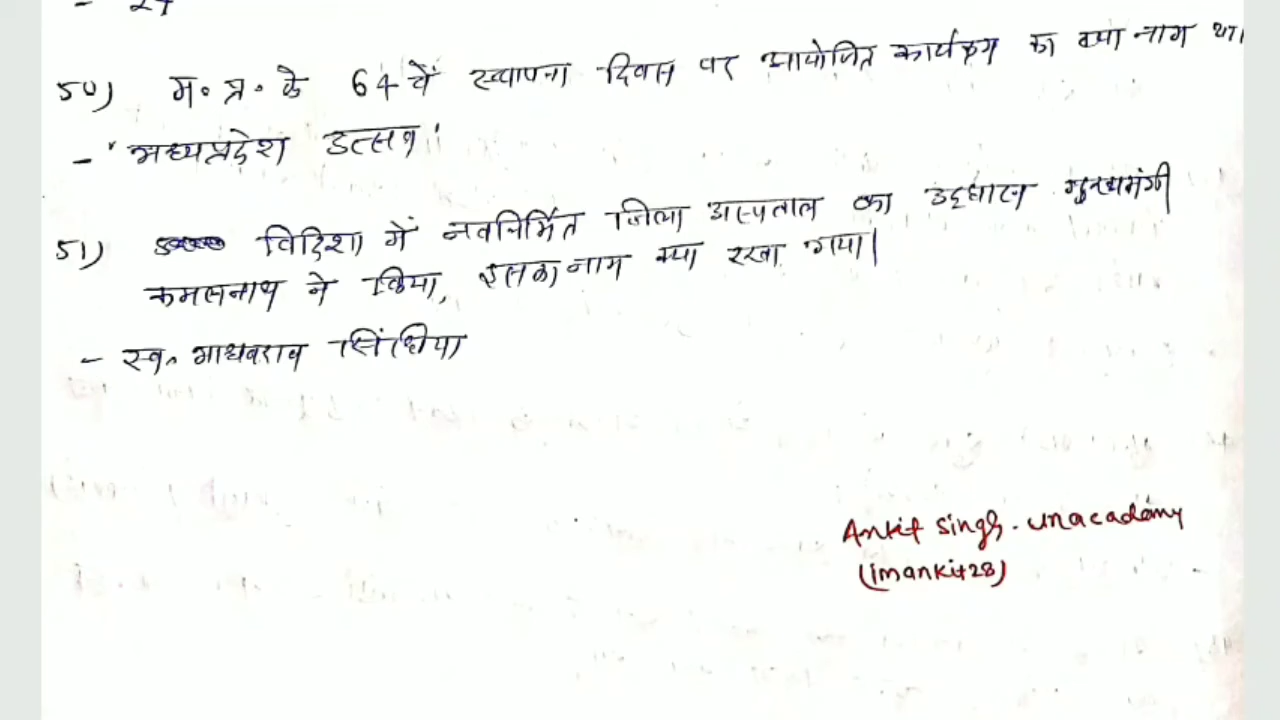 - 27
50) म॰ प्र॰ के 64 वें स्थापना दिवस पर आयोजित कार्यक्रम का क्या नाम था।
- 'मध्यप्रदेश उत्सव'
51) विदिशा में नवनिर्मित जिला अस्पताल का उद्घाटन मुख्यमंत्री
कमलनाथ ने किया, इसका नाम क्या रखा गया।
- स्व॰ माधवराव सिंधिया
Ankit Singh - unacademy
(imankit28)